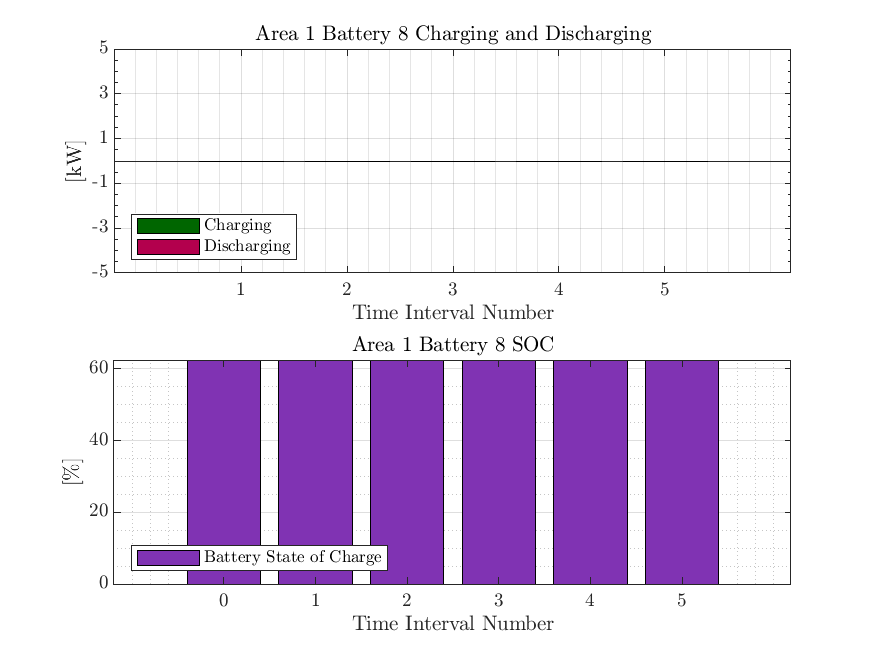 Area 1 Battery 8 Charging and Discharging
5
3
1
-1
-3
-5
[kW]
Charging
Discharging
1 2 3 4 5
Time Interval Number
Area 1 Battery 8 SOC
60
40
20
0
[%]
Battery State of Charge
0 1 2 3 4 5
Time Interval Number